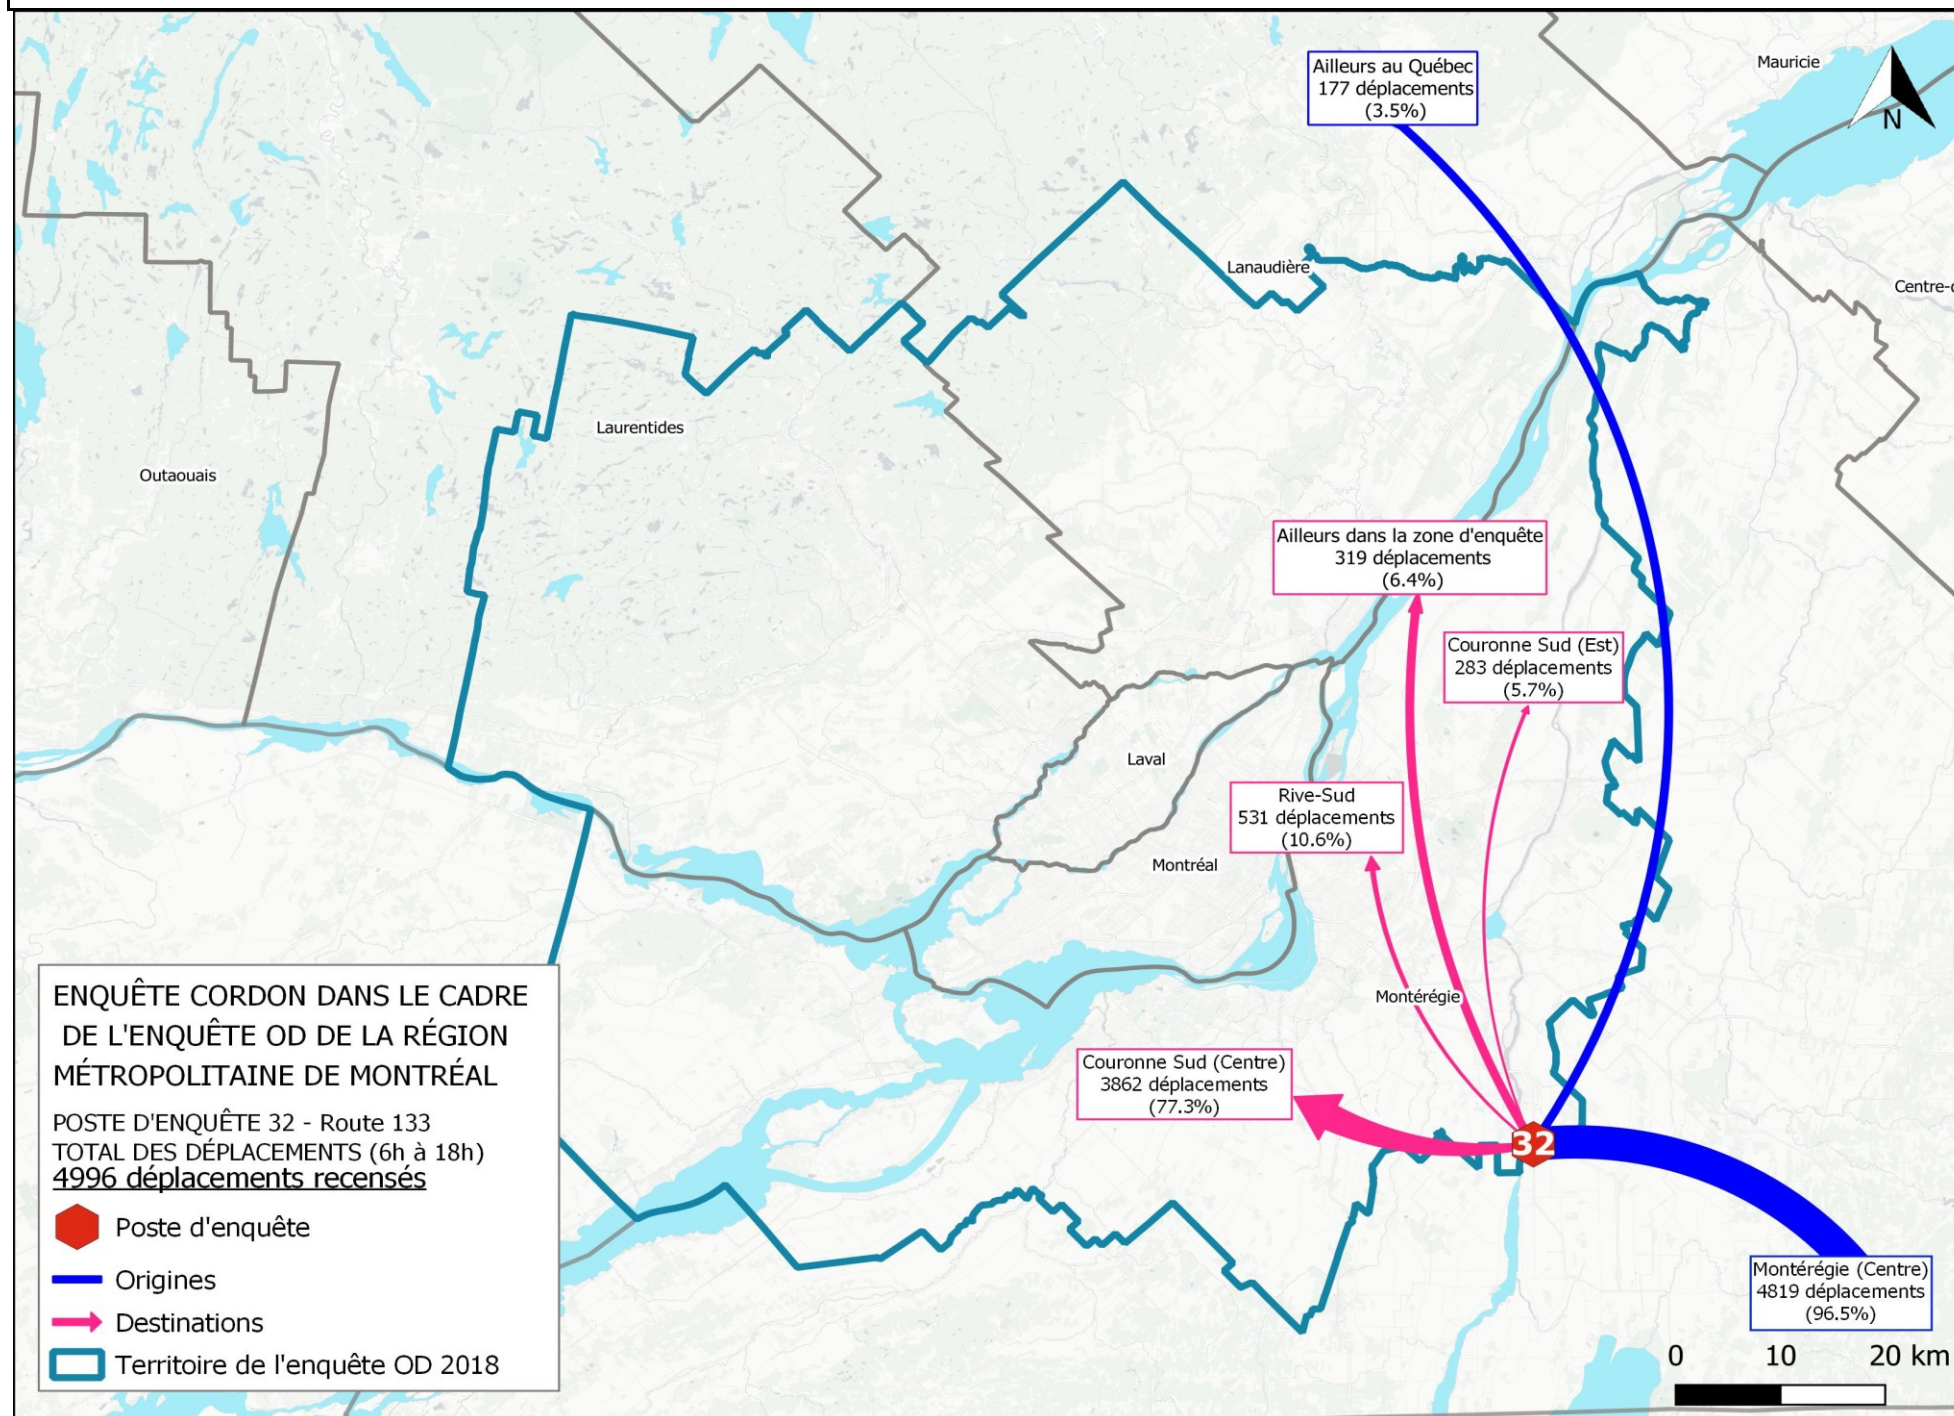 Ailleurs au Québec
177 déplacements
(3.5%)
Mauricie
N
Lanaudière
Centre-d
Laurentides
Outaouais
Ailleurs dans la zone d'enquête
319 déplacements
(6.4%)
Couronne Sud (Est)
283 déplacements
(5.7%)
Laval
Rive-Sud
531 déplacements
(10.6%)
Montréal
Montérégie
Couronne Sud (Centre)
3862 déplacements
(77.3%)
32
Montérégie (Centre)
4819 déplacements
(96.5%)
ENQUÊTE CORDON DANS LE CADRE
DE L'ENQUÊTE OD DE LA RÉGION
MÉTROPOLITAINE DE MONTRÉAL
POSTE D'ENQUÊTE 32 - Route 133
TOTAL DES DÉPLACEMENTS (6h à 18h)
4996 déplacements recensés
Poste d'enquête
Origines
Destinations
Territoire de l'enquête OD 2018
0 10 20 km